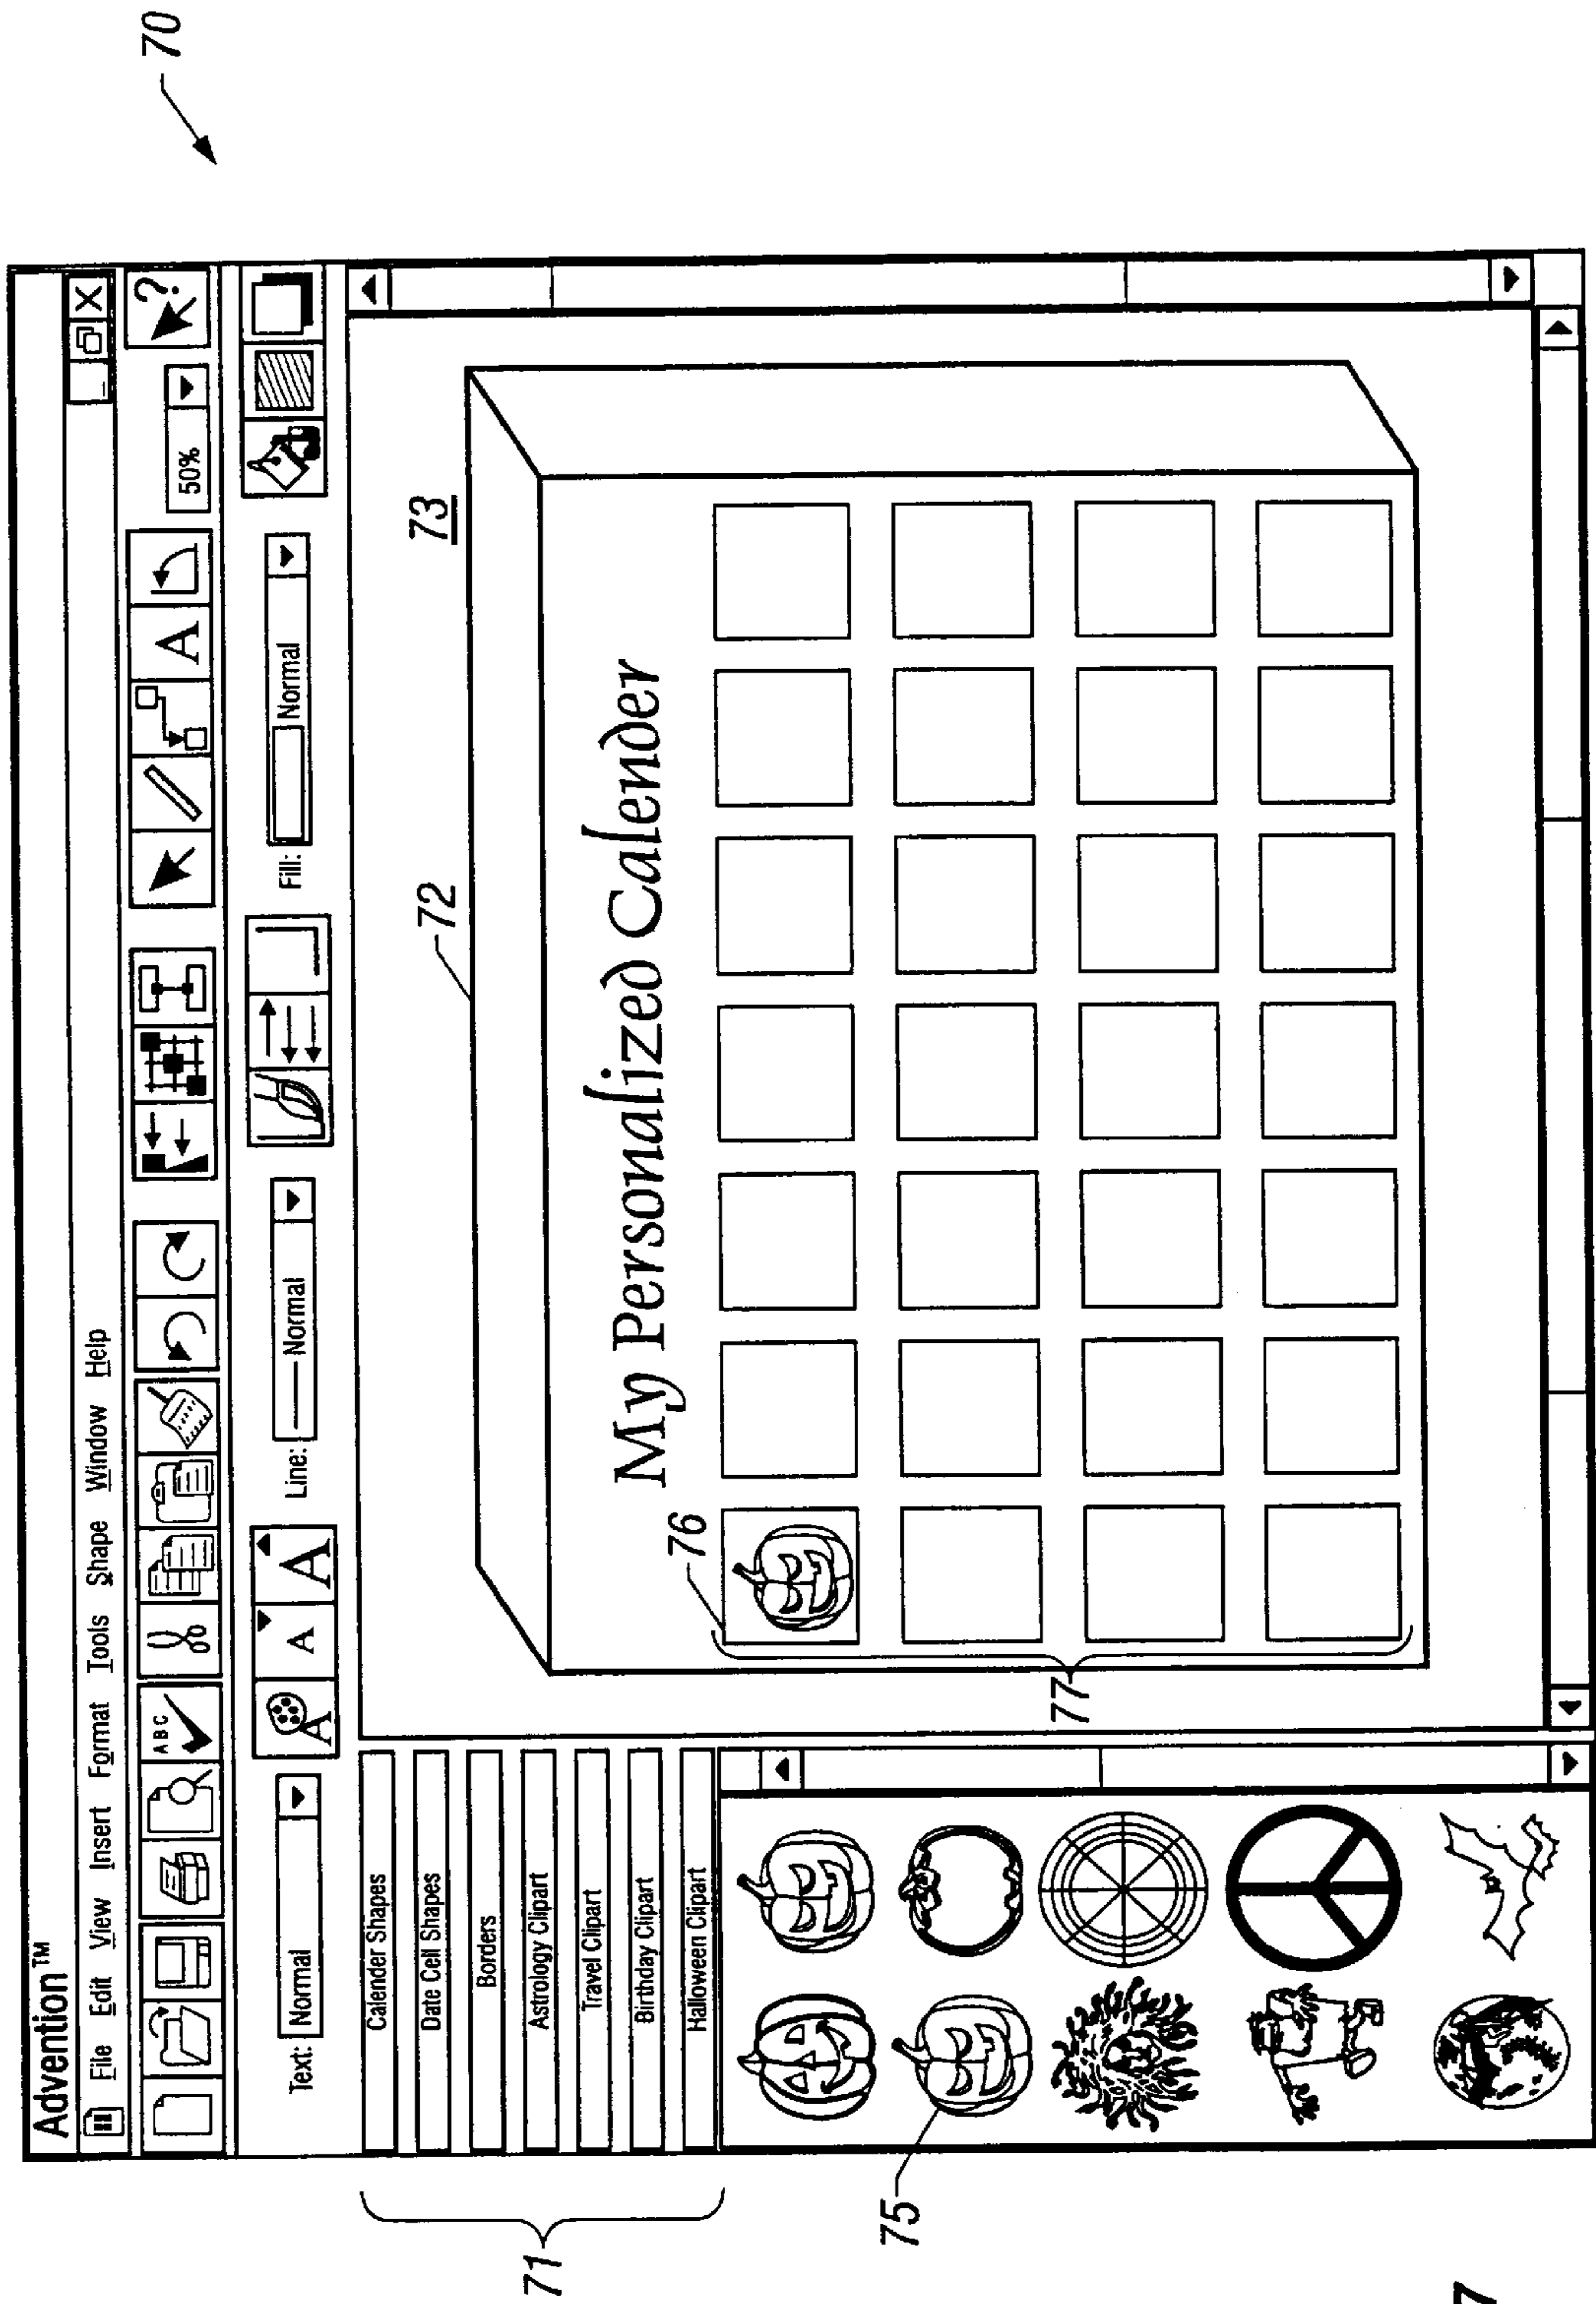 70
Advention™
File Edit View Insert Format Tools Shape Window Help
ABC A 50% ?
Text: Normal A A A Line: Normal Fill: Normal
71
Calender Shapes
Date Cell Shapes
Borders
Astrology Clipart
Travel Clipart
Birthday Clipart
Halloween Clipart
72
73
My Personalized Calender
76
77
75
7